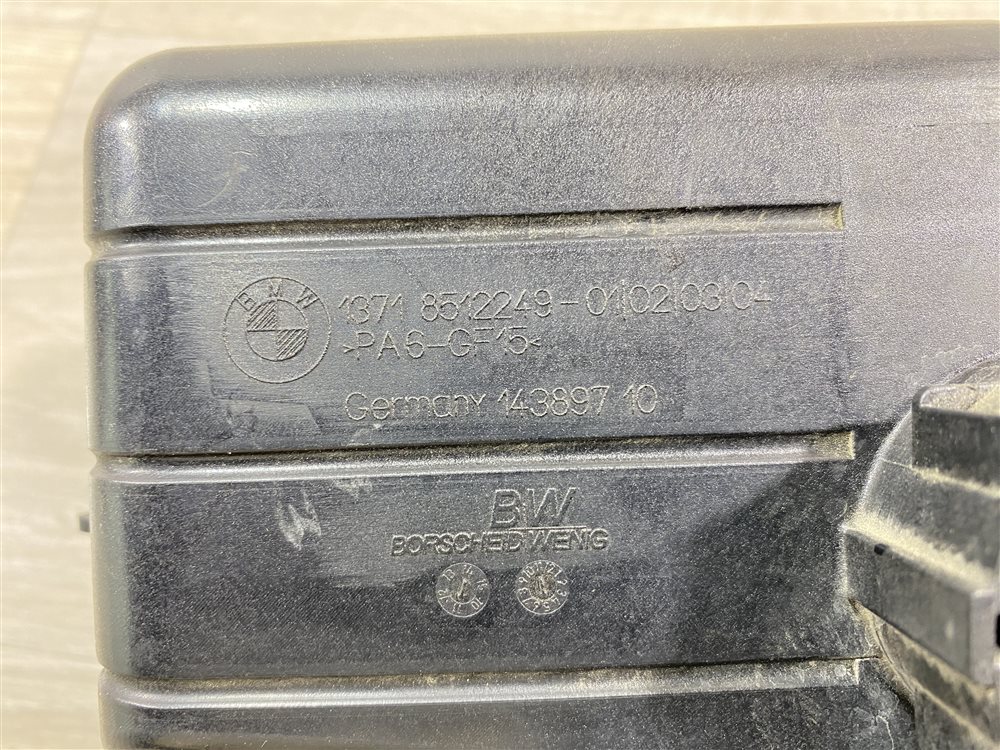 BMW
1371 8512249-01|02|03|04
>PA6-GF15<
Germany 143897 10
BW
BORSCHEID WENIG